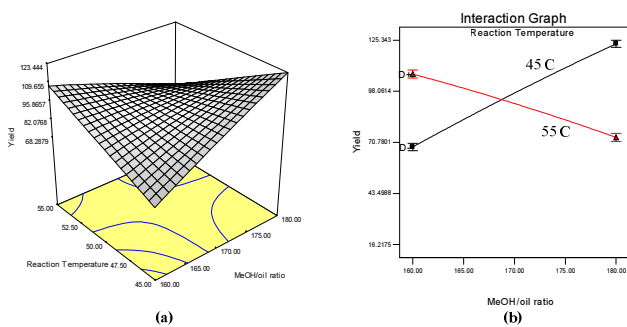 123.444
109.655
95.8657
82.0768
68.2879
Yield
55.00
52.50
50.00
47.50
45.00
Reaction Temperature
180.00
175.00
170.00
165.00
160.00
MeOH/oil ratio
(a)
Interaction Graph
Reaction Temperature
125.343
98.0614
70.7801
43.4988
16.2175
Yield
45 C
55 C
D
D
160.00 165.00 170.00 175.00 180.00
MeOH/oil ratio
(b)